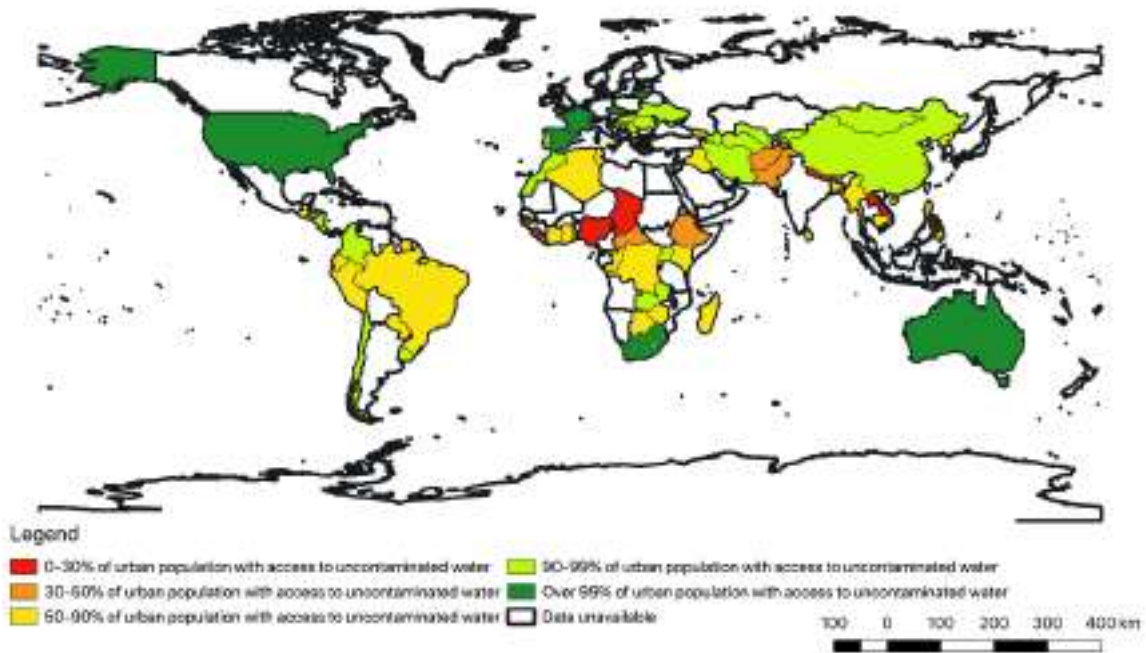 Legend
0-30% of urban population with access to uncontaminated water
90-99% of urban population with access to uncontaminated water
30-60% of urban population with access to uncontaminated water
Over 99% of urban population with access to uncontaminated water
60-90% of urban population with access to uncontaminated water
Data unavailable
100 0 100 200 300 400 km